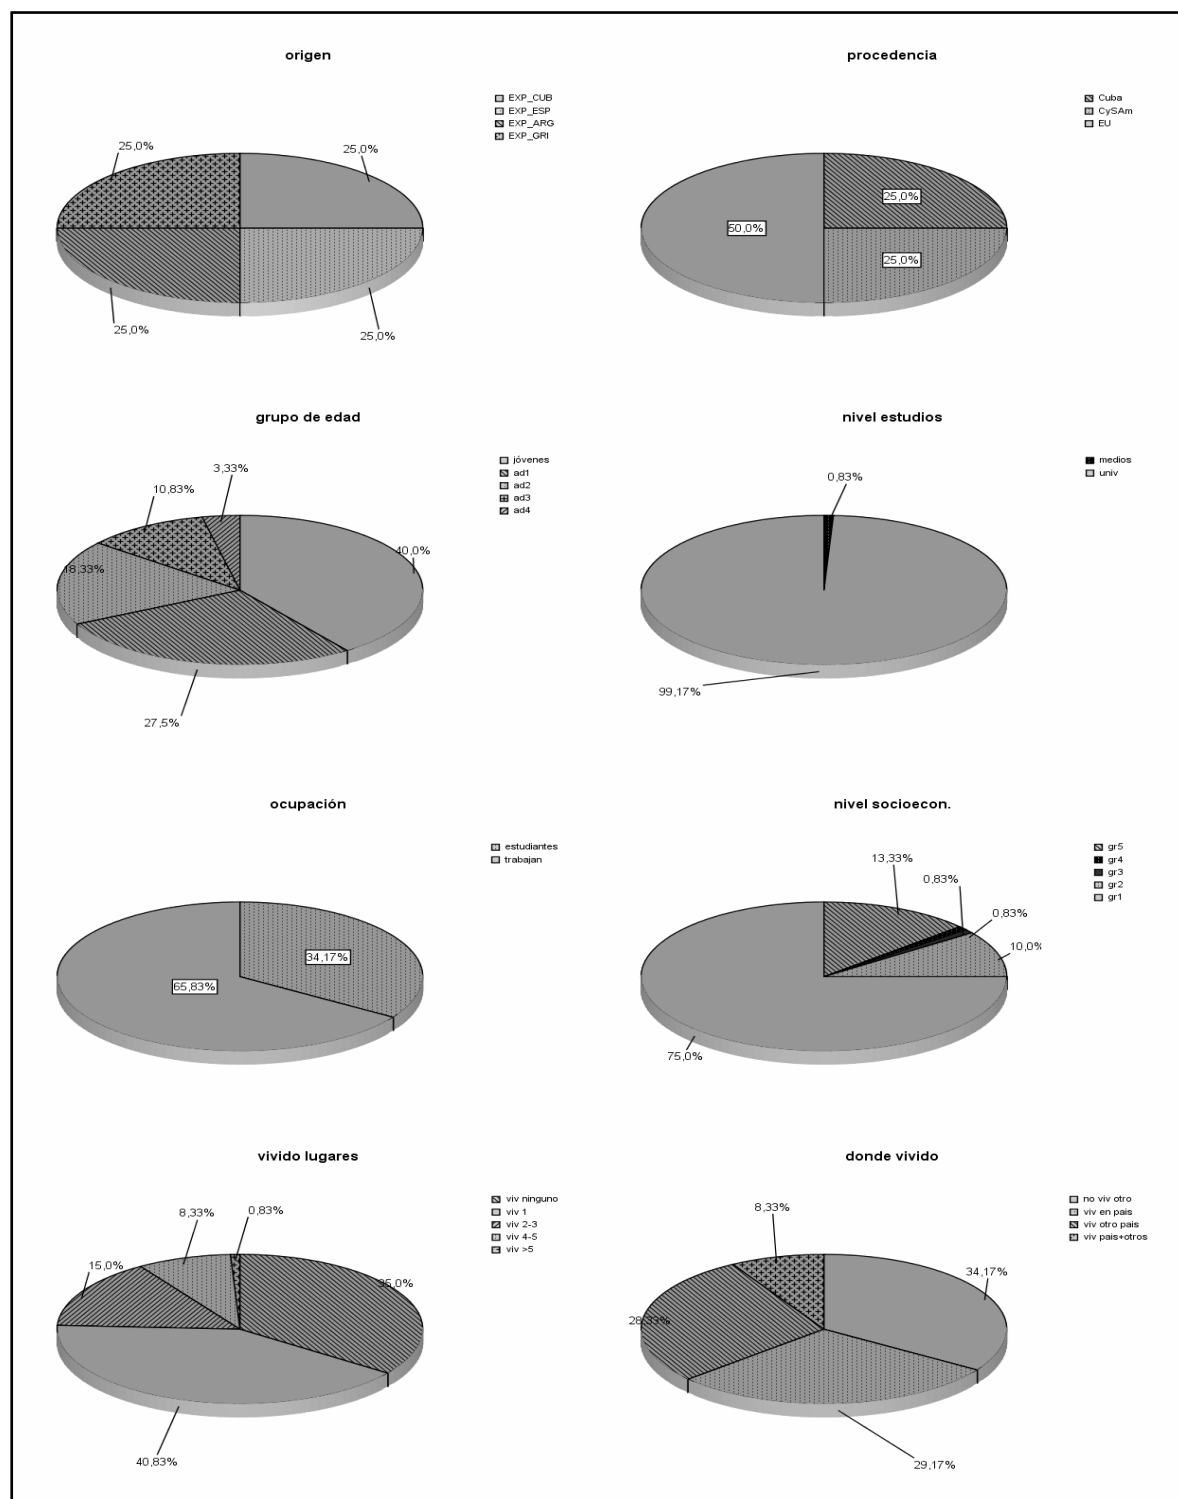 origen
EXP_CUB
EXP_ESP
EXP_ARG
EXP_GRI
25,0%
25,0%
25,0%
25,0%
procedencia
Cuba
CySAm
EU
25,0%
50,0%
25,0%
grupo de edad
jóvenes
ad1
ad2
ad3
ad4
3,33%
10,83%
40,0%
18,33%
27,5%
nivel estudios
medios
univ
0,83%
99,17%
ocupación
estudiantes
trabajan
34,17%
65,83%
nivel socioecon.
gr5
gr4
gr3
gr2
gr1
13,33%
0,83%
0,83%
10,0%
75,0%
vivido lugares
viv ninguno
viv 1
viv 2-3
viv 4-5
viv >5
8,33%
0,83%
15,0%
35,0%
40,83%
donde vivido
no viv otro
viv en pais
viv otro pais
viv pais+otros
8,33%
34,17%
28,33%
29,17%